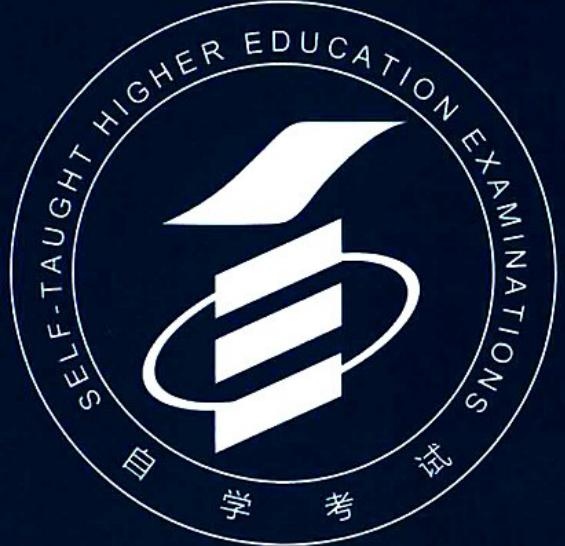 SELF-TAUGHT HIGHER EDUCATION EXAMINATIONS
自学考试